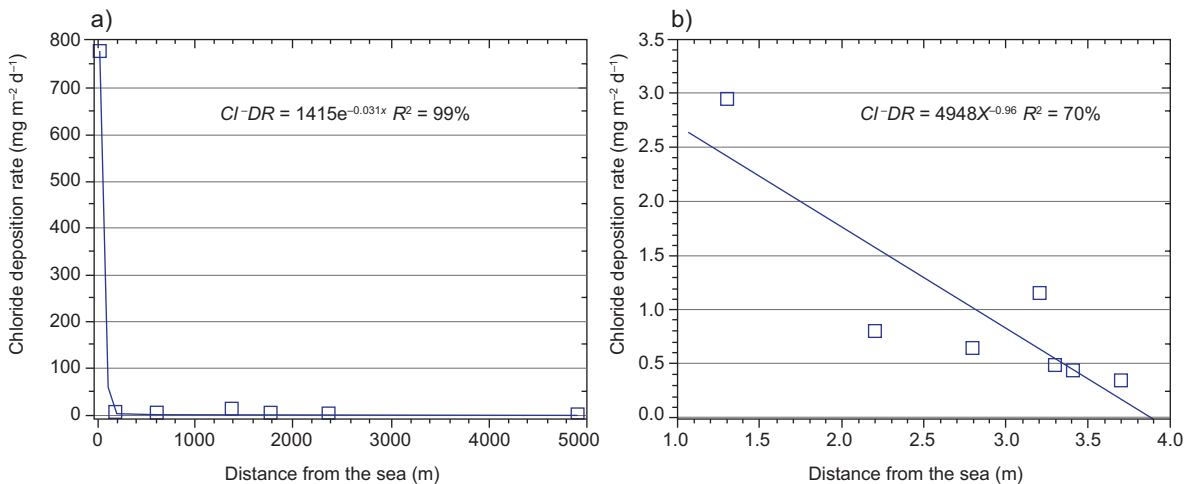 a)
Chloride deposition rate (mg m⁻² d⁻¹)
800
700
600
500
400
300
200
100
0
Cl⁻DR = 1415e⁻⁰·⁰³¹ˣ R² = 99%
0 1000 2000 3000 4000 5000
Distance from the sea (m)
b)
Chloride deposition rate (mg m⁻² d⁻¹)
3.5
3.0
2.5
2.0
1.5
1.0
0.5
0.0
Cl⁻DR = 4948X⁻⁰·⁹⁶ R² = 70%
1.0 1.5 2.0 2.5 3.0 3.5 4.0
Distance from the sea (m)